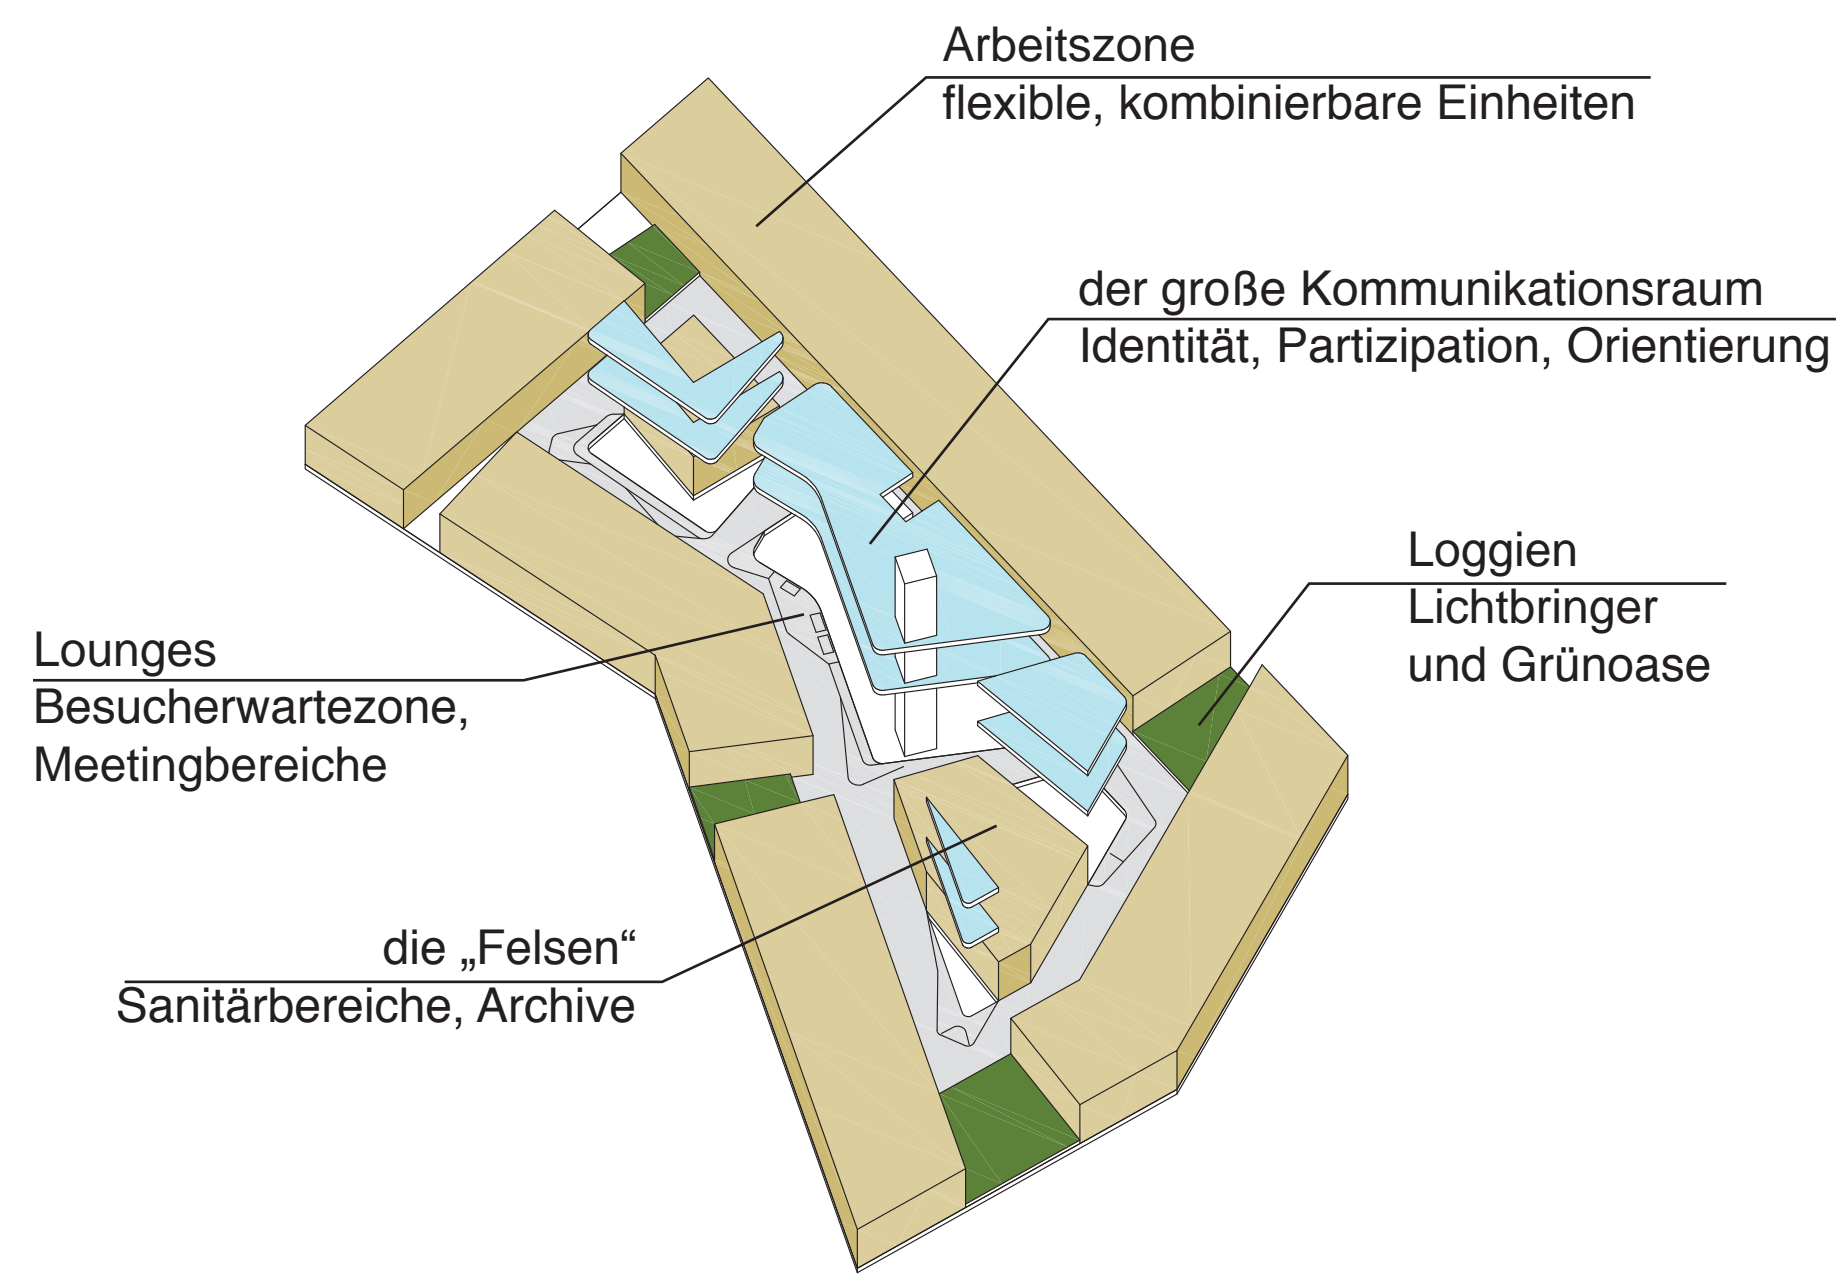 Arbeitszone
flexible, kombinierbare Einheiten
der große Kommunikationsraum
Identität, Partizipation, Orientierung
Loggien
Lichtbringer
und Grünoase
Lounges
Besucherwartezone,
Meetingbereiche
die „Felsen“
Sanitärbereiche, Archive